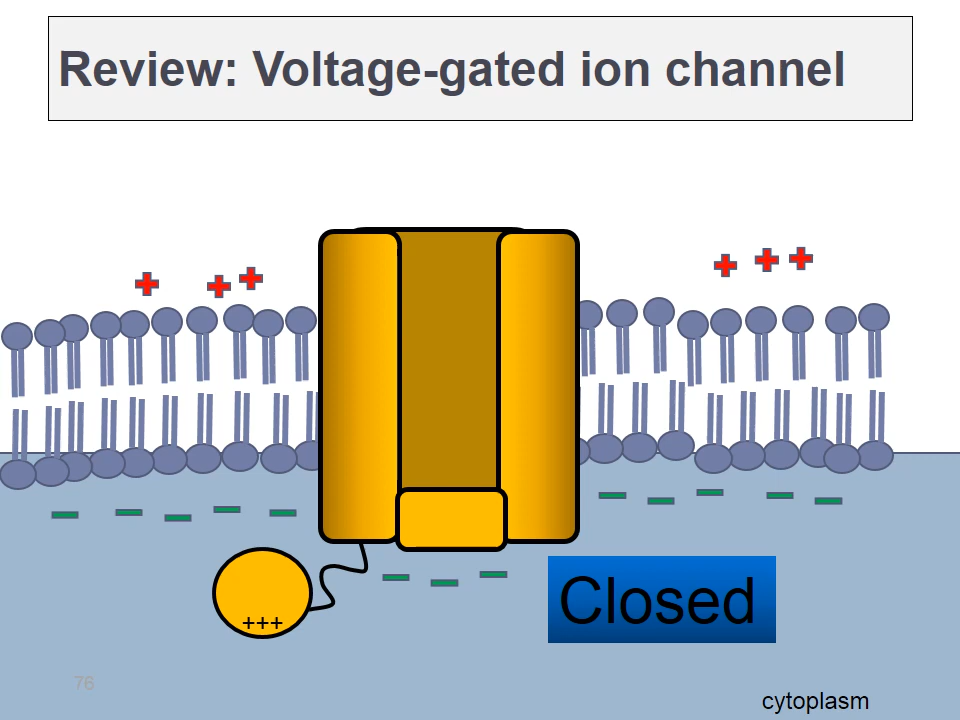 Review: Voltage-gated ion channel
+++
Closed
76
cytoplasm